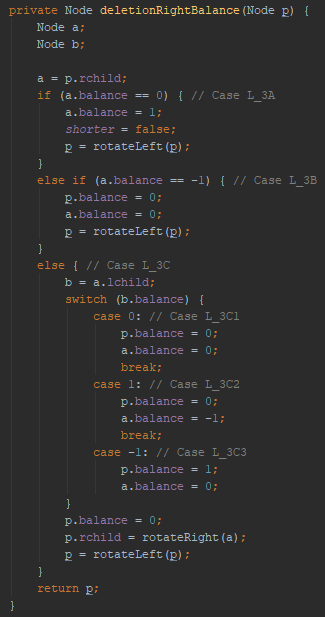 private Node deletionRightBalance(Node p) {
    Node a;
    Node b;

    a = p.rchild;
    if (a.balance == 0) { // Case L_3A
        a.balance = 1;
        shorter = false;
        p = rotateLeft(p);
    }
    else if (a.balance == -1) { // Case L_3B
        p.balance = 0;
        a.balance = 0;
        p = rotateLeft(p);
    }
    else { // Case L_3C
        b = a.lchild;
        switch (b.balance) {
            case 0: // Case L_3C1
                p.balance = 0;
                a.balance = 0;
                break;
            case 1: // Case L_3C2
                p.balance = 0;
                a.balance = -1;
                break;
            case -1: // Case L_3C3
                p.balance = 1;
                a.balance = 0;
        }
        p.balance = 0;
        p.rchild = rotateRight(a);
        p = rotateLeft(p);
    }
    return p;
}